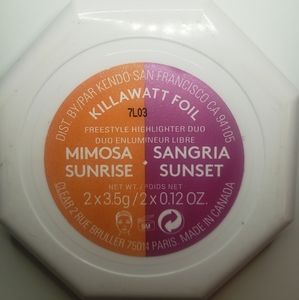 DIST. BY/PAR KENDO SAN FRANCISCO CA 94105
KILLAWATT FOIL
7L03
FREESTYLE HIGHLIGHTER DUO
DUO ENLUMINEUR LIBRE
MIMOSA • SANGRIA
SUNRISE SUNSET
NET WT./POIDS NET
2 x 3.5g/2 x 0.12 OZ.
6M
CLEAR 2 RUE BRULLER 75014 PARIS. MADE IN CANADA